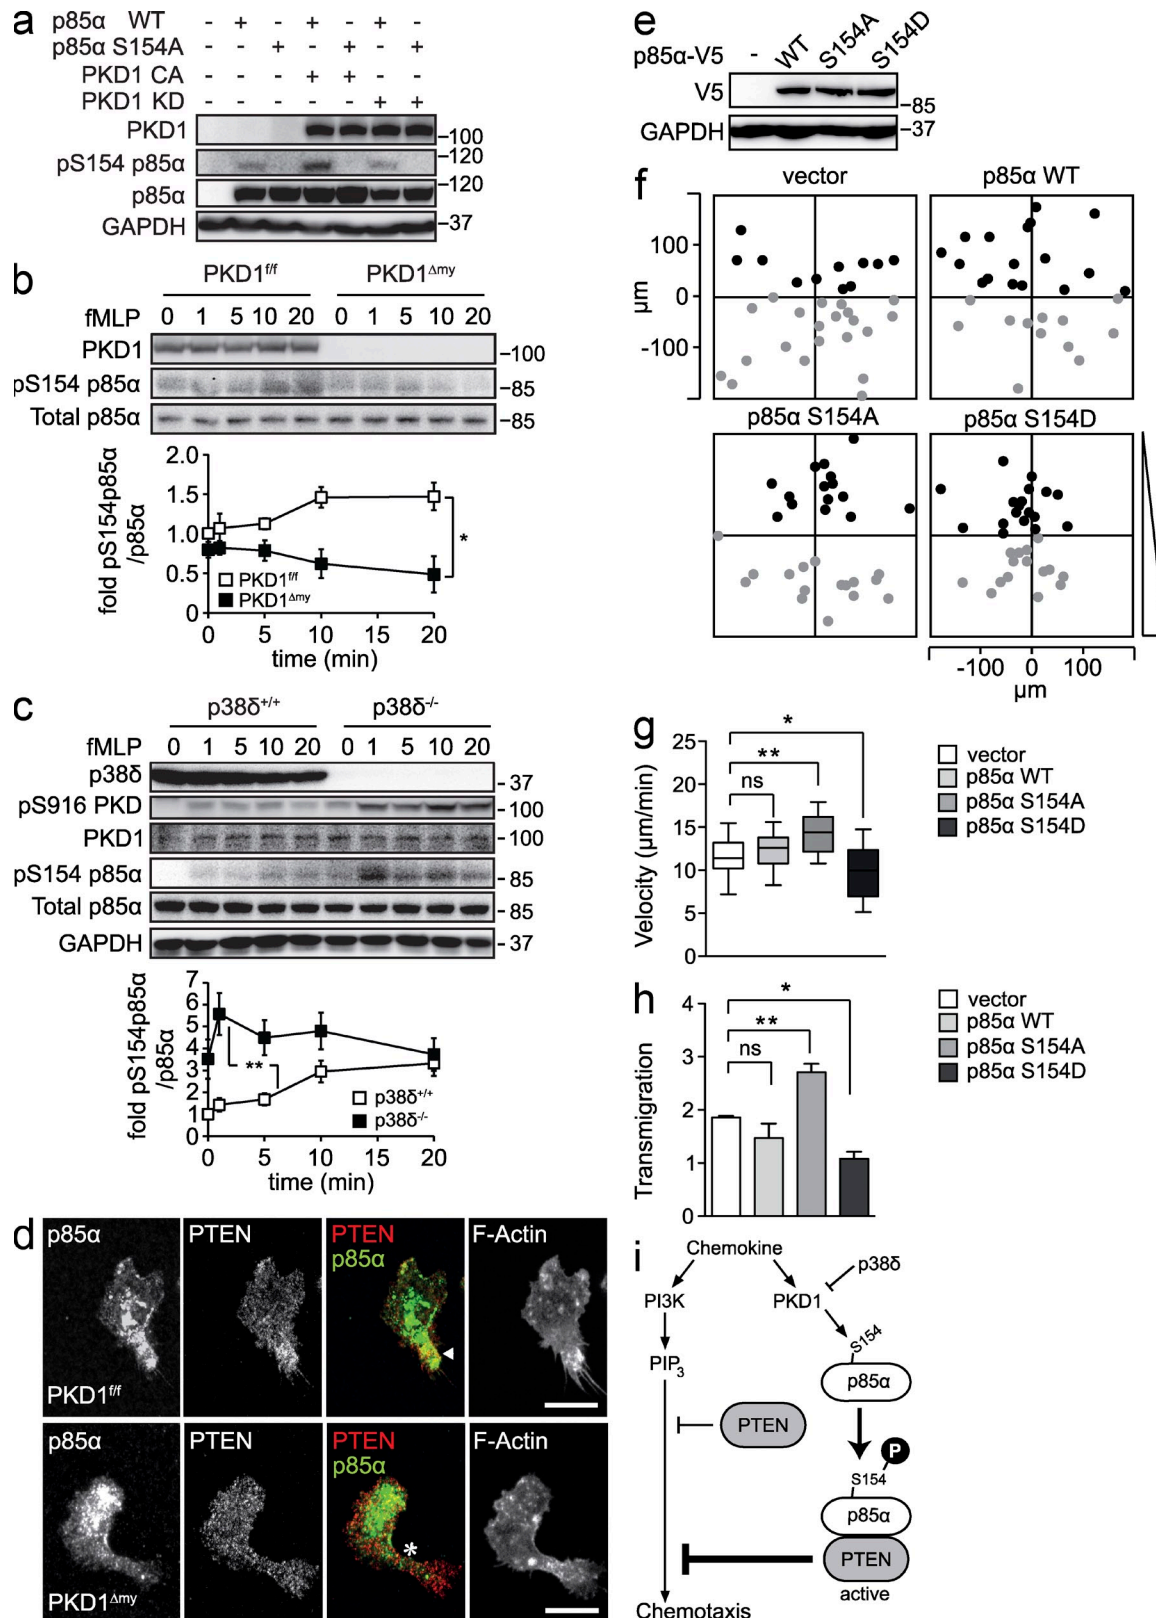 a
p85α WT - + - + - + -
p85α S154A - - + - + - +
PKD1 CA - - - + + - -
PKD1 KD - - - - - + +
PKD1 –100
pS154 p85α –120
p85α –120
GAPDH –37
b
PKD1f/f PKD1Δmy
fMLP 0 1 5 10 20 0 1 5 10 20
PKD1 –100
pS154 p85α –85
Total p85α –85
fold pS154p85α
/p85α
2.0
1.5
1.0
0.5
0
*
PKD1f/f
PKD1Δmy
0 5 10 15 20
time (min)
c
p38δ+/+ p38δ-/-
fMLP 0 1 5 10 20 0 1 5 10 20
p38δ - 37
pS916 PKD - 100
PKD1 - 100
pS154 p85α - 85
Total p85α - 85
GAPDH - 37
fold pS154p85α
/p85α
7
6
5
4
3
2
1
0
**
p38δ+/+
p38δ-/-
0 5 10 20
time (min)
d
p85α PTEN PTEN F-Actin
p85α
PKD1f/f
p85α PTEN PTEN F-Actin
p85α
*
PKD1Δmy
e
p85α-V5 - WT S154A S154D
V5 –85
GAPDH –37
f
vector p85α WT
100
0
-100
µm
p85α S154A p85α S154D
-100 0 100
µm
g
Velocity (µm/min)
25
20
15
10
5
0
*
**
ns
vector
p85α WT
p85α S154A
p85α S154D
h
Transmigration
4
3
2
1
0
*
**
ns
vector
p85α WT
p85α S154A
p85α S154D
i
Chemokine
p38δ
PI3K PKD1
S154
PIP3
p85α
PTEN
P
S154
p85α
PTEN
active
Chemotaxis